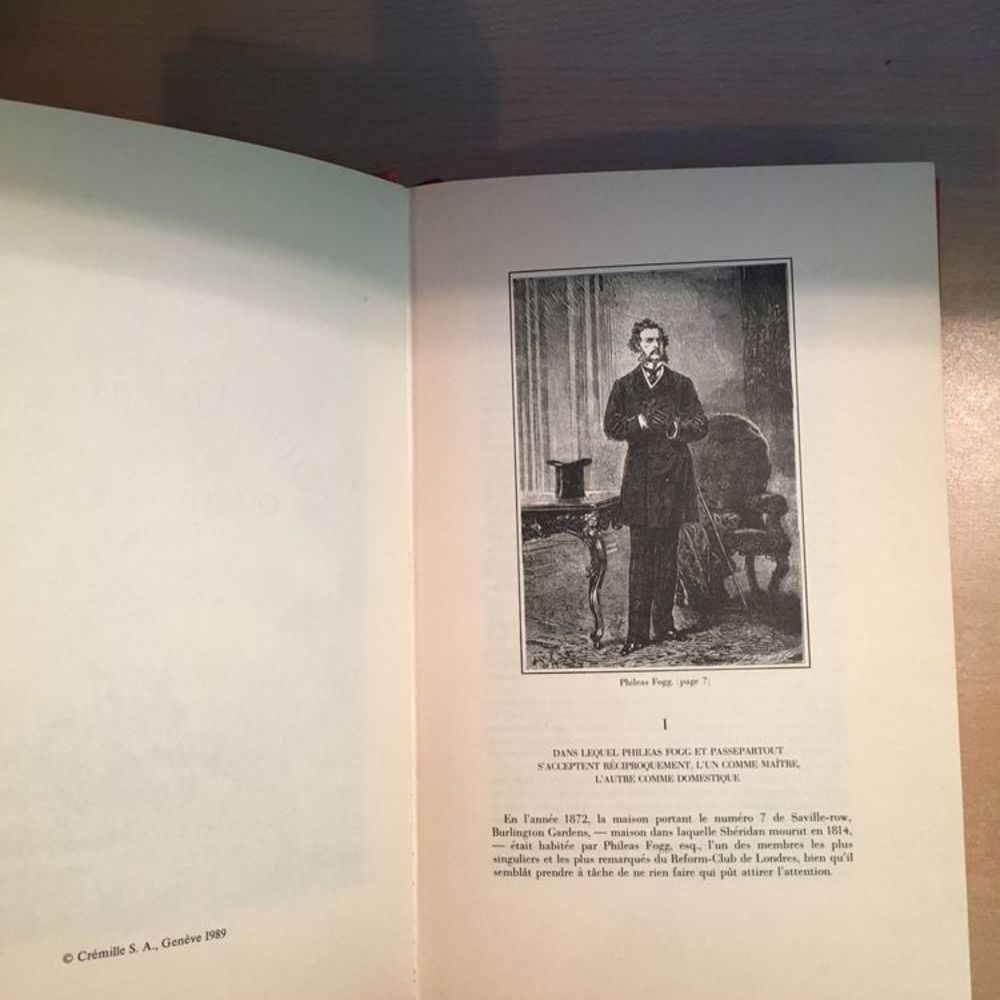 © Crémille S. A., Genève 1989
Phileas Fogg. (page 7)
I
DANS LEQUEL PHILEAS FOGG ET PASSEPARTOUT
S'ACCEPTENT RÉCIPROQUEMENT, L'UN COMME MAÎTRE,
L'AUTRE COMME DOMESTIQUE
En l'année 1872, la maison portant le numéro 7 de Saville-row,
Burlington Gardens, — maison dans laquelle Shéridan mourut en 1814,
— était habitée par Phileas Fogg, esq., l'un des membres les plus
singuliers et les plus remarqués du Reform-Club de Londres, bien qu'il
semblât prendre à tâche de ne rien faire qui pût attirer l'attention.